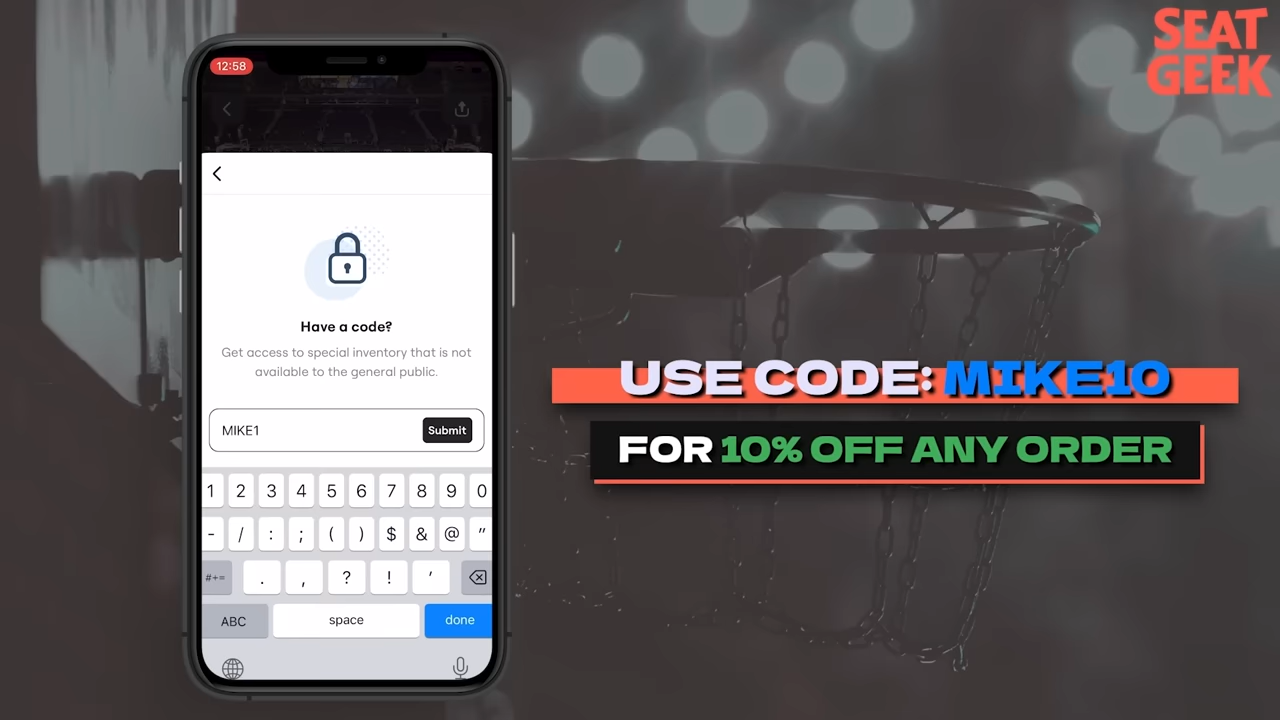 SEAT
GEEK
12:58
Have a code?
Get access to special inventory that is not
available to the general public.
MIKE1
Submit
1 2 3 4 5 6 7 8 9 0
- / : ; ( ) $ & @ "
#+= . , ? ! '
ABC space done
USE CODE: MIKE10
FOR 10% OFF ANY ORDER